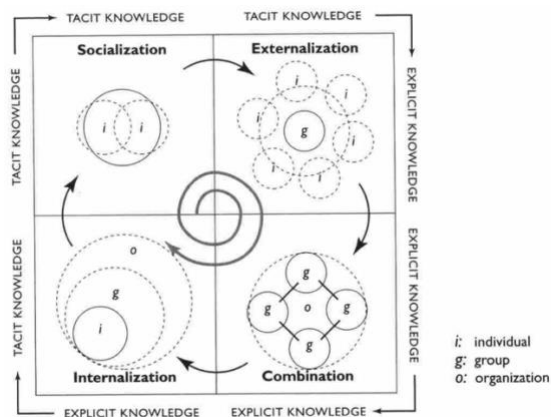 TACIT KNOWLEDGE
TACIT KNOWLEDGE
TACIT KNOWLEDGE
EXPLICIT KNOWLEDGE
Socialization
Externalization
i
i
i
i
i
i
i
i
g
TACIT KNOWLEDGE
EXPLICIT KNOWLEDGE
o
g
i
g
g
o
g
g
Internalization
Combination
EXPLICIT KNOWLEDGE
EXPLICIT KNOWLEDGE
i: individual
g: group
o: organization